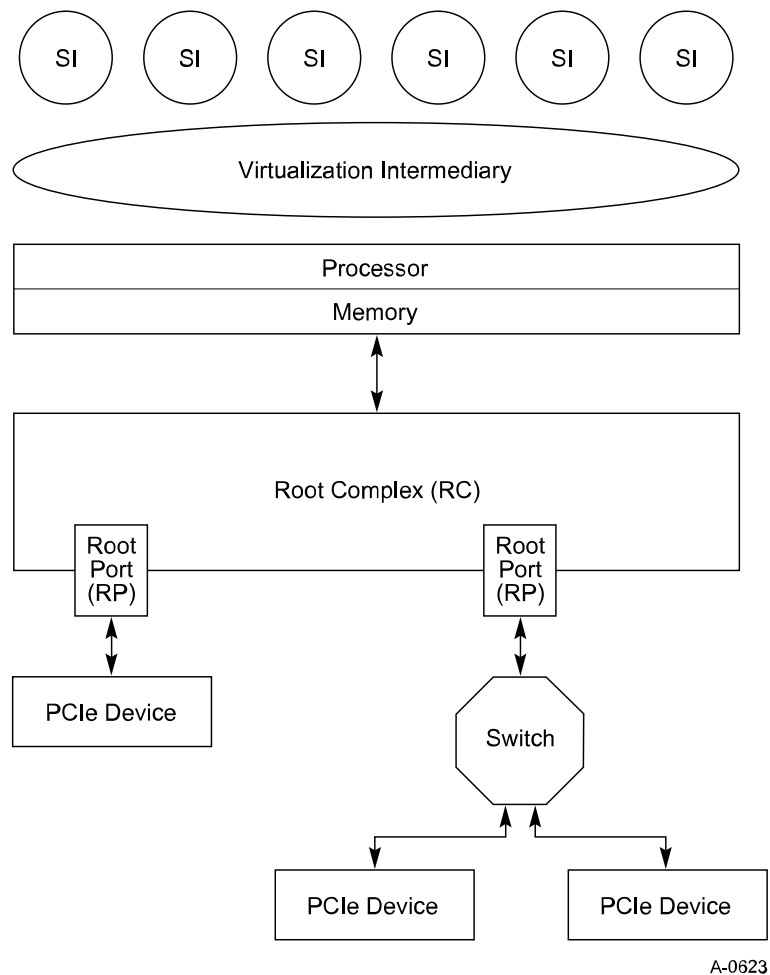 SI SI SI SI SI SI
Virtualization Intermediary
Processor
Memory
Root Complex (RC)
Root
Port
(RP)
Root
Port
(RP)
PCIe Device
Switch
PCIe Device
PCIe Device
A-0623